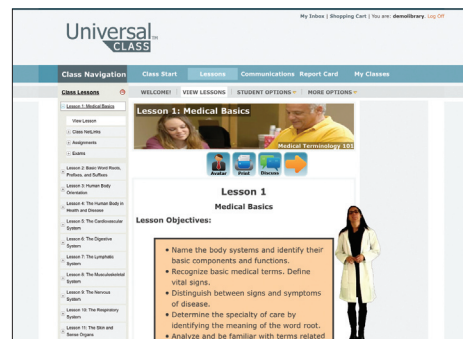 My Inbox | Shopping Cart | You are: demolibrary. Log Off
Universal™
CLASS
Class Navigation
Class Start
Lessons
Communications
Report Card
My Classes
Class Lessons
WELCOME!
VIEW LESSONS
STUDENT OPTIONS
MORE OPTIONS
Lesson 1: Medical Basics
View Lesson
Class NetLinks
Assignments
Exams
Lesson 2: Basic Word Roots,
Prefixes, and Suffixes
Lesson 3: Human Body
Orientation
Lesson 4: The Human Body in
Health and Disease
Lesson 5: The Cardiovascular
System
Lesson 6: The Digestive
System
Lesson 7: The Lymphatic
System
Lesson 8: The Musculoskeletal
System
Lesson 9: The Nervous
System
Lesson 10: The Respiratory
System
Lesson 11: The Skin and
Sense Organs
Lesson 1: Medical Basics
Medical Terminology 101
Avatar
Print
Discuss
Lesson 1
Medical Basics
Lesson Objectives:
• Name the body systems and identify their
basic components and functions.
• Recognize basic medical terms. Define
vital signs.
• Distinguish between signs and symptoms
of disease.
• Determine the specialty of care by
identifying the meaning of the word root.
• Analyze and be familiar with terms related